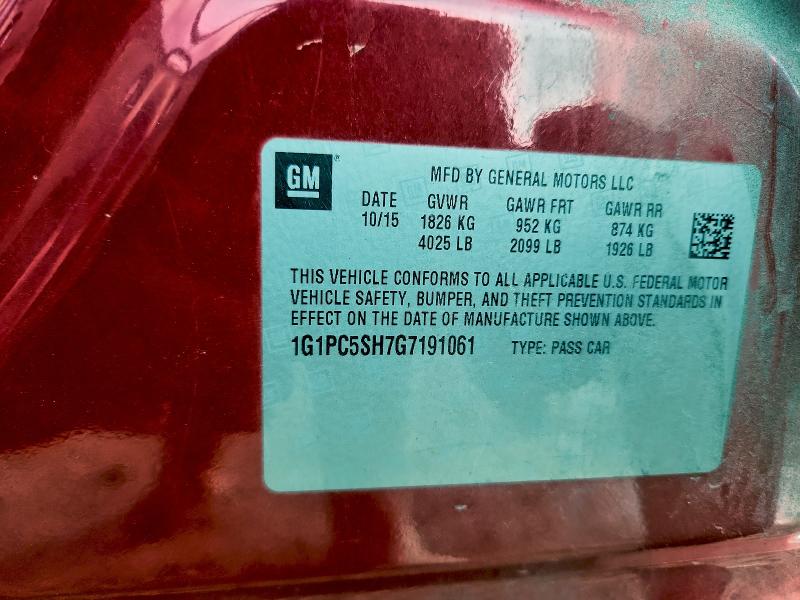 GM
MFD BY GENERAL MOTORS LLC
DATE GVWR GAWR FRT GAWR RR
10/15 1826 KG 952 KG 874 KG
4025 LB 2099 LB 1926 LB
THIS VEHICLE CONFORMS TO ALL APPLICABLE U.S. FEDERAL MOTOR
VEHICLE SAFETY, BUMPER, AND THEFT PREVENTION STANDARDS IN
EFFECT ON THE DATE OF MANUFACTURE SHOWN ABOVE.
1G1PC5SH7G7191061 TYPE: PASS CAR